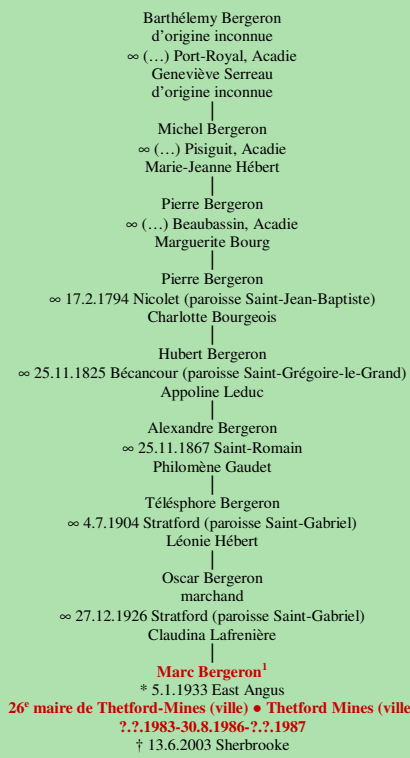 Barthélemy Bergeron
d'origine inconnue
∞ (…) Port-Royal, Acadie
Geneviève Serreau
d'origine inconnue
Michel Bergeron
∞ (…) Pisiguit, Acadie
Marie-Jeanne Hébert
Pierre Bergeron
∞ (…) Beaubassin, Acadie
Marguerite Bourg
Pierre Bergeron
∞ 17.2.1794 Nicolet (paroisse Saint-Jean-Baptiste)
Charlotte Bourgeois
Hubert Bergeron
∞ 25.11.1825 Bécancour (paroisse Saint-Grégoire-le-Grand)
Appoline Leduc
Alexandre Bergeron
∞ 25.11.1867 Saint-Romain
Philomène Gaudet
Télésphore Bergeron
∞ 4.7.1904 Stratford (paroisse Saint-Gabriel)
Léonie Hébert
Oscar Bergeron
marchand
∞ 27.12.1926 Stratford (paroisse Saint-Gabriel)
Claudina Lafrenière
Marc Bergeron¹
* 5.1.1933 East Angus
26e maire de Thetford-Mines (ville) ● Thetford Mines (ville
?.?.1983-30.8.1986-?.?.1987
† 13.6.2003 Sherbrooke